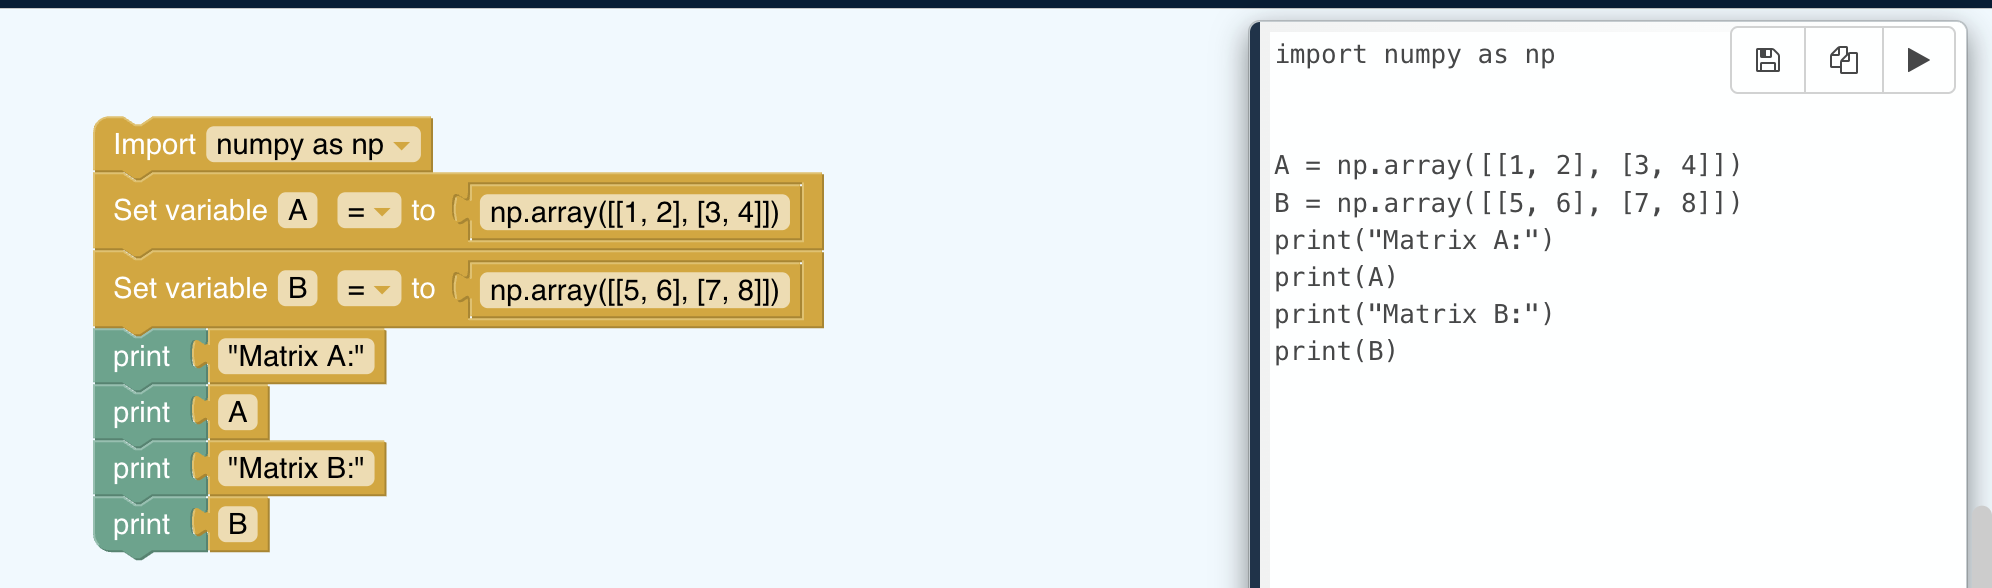 Import numpy as np
Set variable A = to np.array([[1, 2], [3, 4]])
Set variable B = to np.array([[5, 6], [7, 8]])
print "Matrix A:"
print A
print "Matrix B:"
print B
import numpy as np
A = np.array([[1, 2], [3, 4]])
B = np.array([[5, 6], [7, 8]])
print("Matrix A:")
print(A)
print("Matrix B:")
print(B)